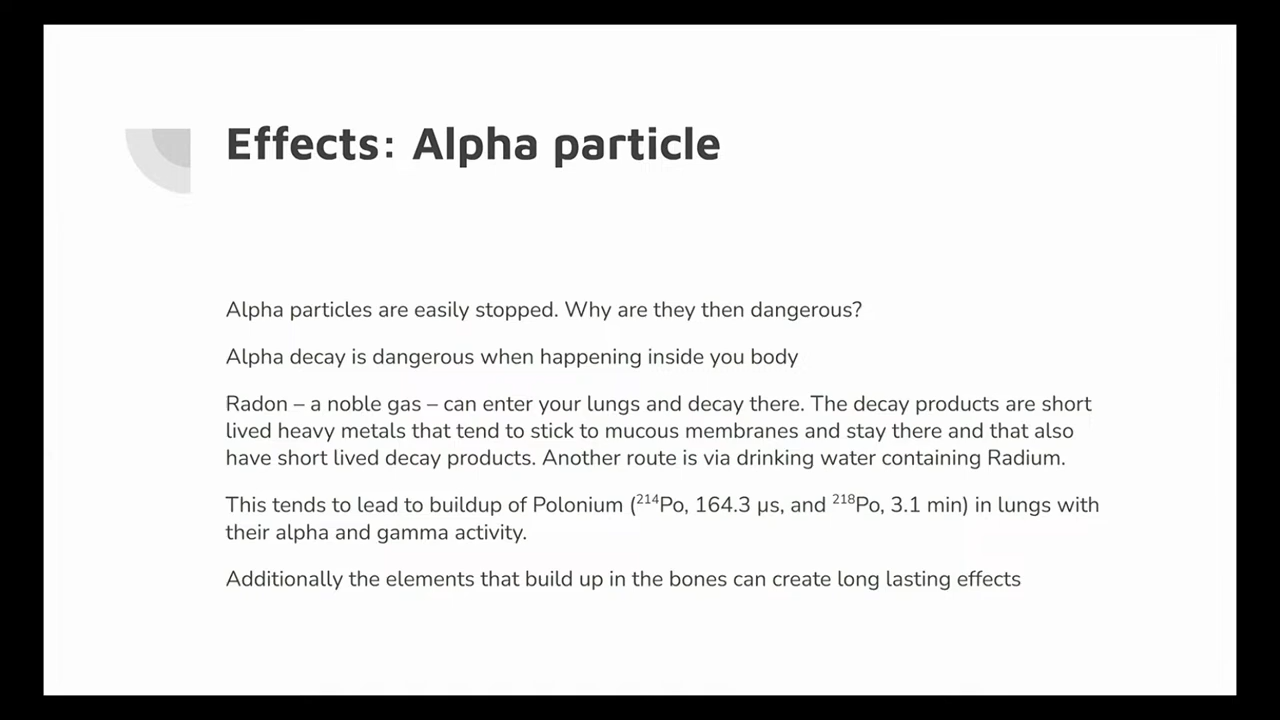 Effects: Alpha particle
Alpha particles are easily stopped. Why are they then dangerous?
Alpha decay is dangerous when happening inside you body
Radon – a noble gas – can enter your lungs and decay there. The decay products are short
lived heavy metals that tend to stick to mucous membranes and stay there and that also
have short lived decay products. Another route is via drinking water containing Radium.
This tends to lead to buildup of Polonium (²¹⁴Po, 164.3 µs, and ²¹⁸Po, 3.1 min) in lungs with
their alpha and gamma activity.
Additionally the elements that build up in the bones can create long lasting effects